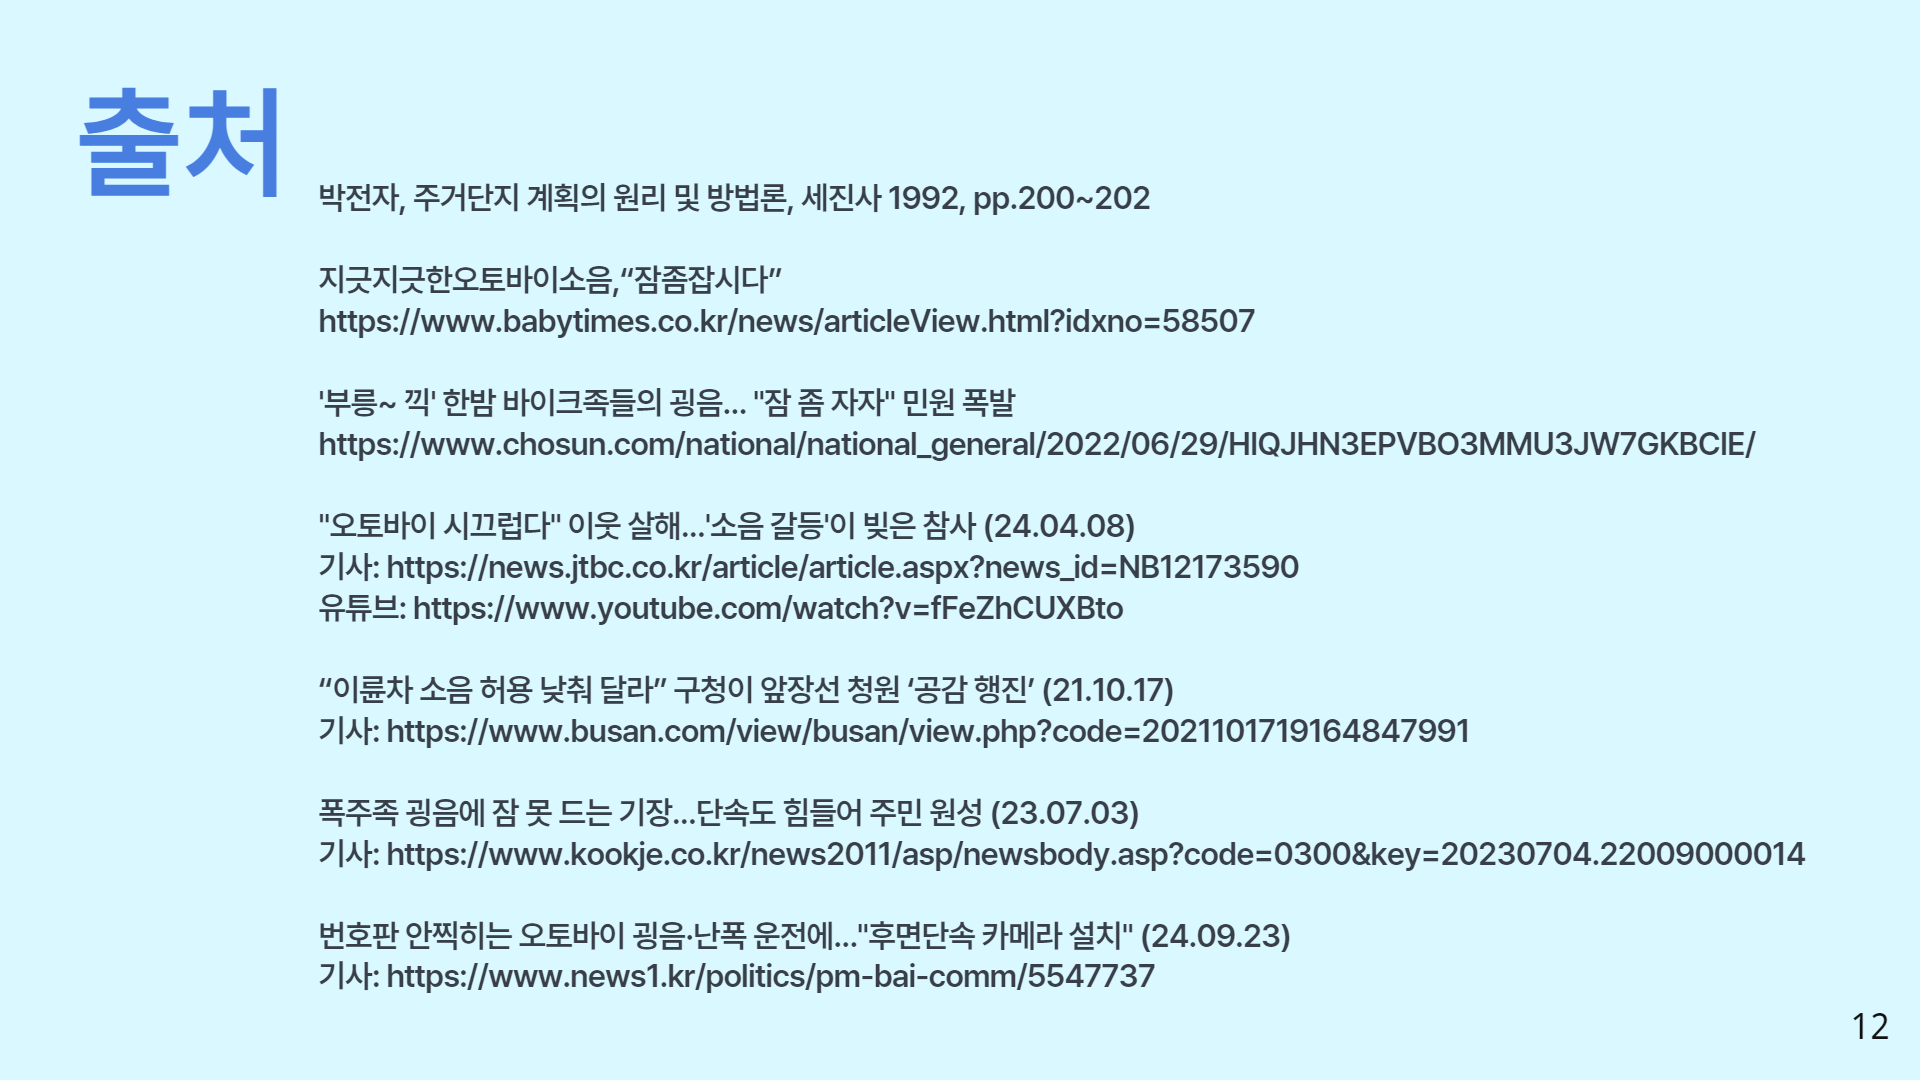 출처
박전자, 주거단지 계획의 원리 및 방법론, 세진사 1992, pp.200~202
지긋지긋한오토바이소음,“잠좀잡시다”
https://www.babytimes.co.kr/news/articleView.html?idxno=58507
'부릉~ 끽' 한밤 바이크족들의 굉음... "잠 좀 자자" 민원 폭발
https://www.chosun.com/national/national_general/2022/06/29/HIQJHN3EPVBO3MMU3JW7GKBCIE/
"오토바이 시끄럽다" 이웃 살해...'소음 갈등'이 빚은 참사 (24.04.08)
기사: https://news.jtbc.co.kr/article/article.aspx?news_id=NB12173590
유튜브: https://www.youtube.com/watch?v=fFeZhCUXBto
“이륜차 소음 허용 낮춰 달라” 구청이 앞장선 청원 ‘공감 행진’ (21.10.17)
기사: https://www.busan.com/view/busan/view.php?code=2021101719164847991
폭주족 굉음에 잠 못 드는 기장...단속도 힘들어 주민 원성 (23.07.03)
기사: https://www.kookje.co.kr/news2011/asp/newsbody.asp?code=0300&key=20230704.22009000014
번호판 안찍히는 오토바이 굉음·난폭 운전에..."후면단속 카메라 설치" (24.09.23)
기사: https://www.news1.kr/politics/pm-bai-comm/5547737
12